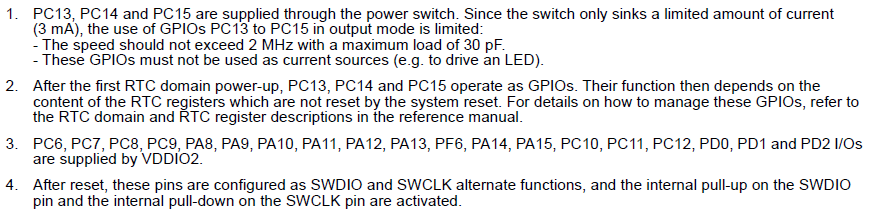 1. PC13, PC14 and PC15 are supplied through the power switch. Since the switch only sinks a limited amount of current
(3 mA), the use of GPIOs PC13 to PC15 in output mode is limited:
- The speed should not exceed 2 MHz with a maximum load of 30 pF.
- These GPIOs must not be used as current sources (e.g. to drive an LED).
2. After the first RTC domain power-up, PC13, PC14 and PC15 operate as GPIOs. Their function then depends on the
content of the RTC registers which are not reset by the system reset. For details on how to manage these GPIOs, refer to
the RTC domain and RTC register descriptions in the reference manual.
3. PC6, PC7, PC8, PC9, PA8, PA9, PA10, PA11, PA12, PA13, PF6, PA14, PA15, PC10, PC11, PC12, PD0, PD1 and PD2 I/Os
are supplied by VDDIO2.
4. After reset, these pins are configured as SWDIO and SWCLK alternate functions, and the internal pull-up on the SWDIO
pin and the internal pull-down on the SWCLK pin are activated.